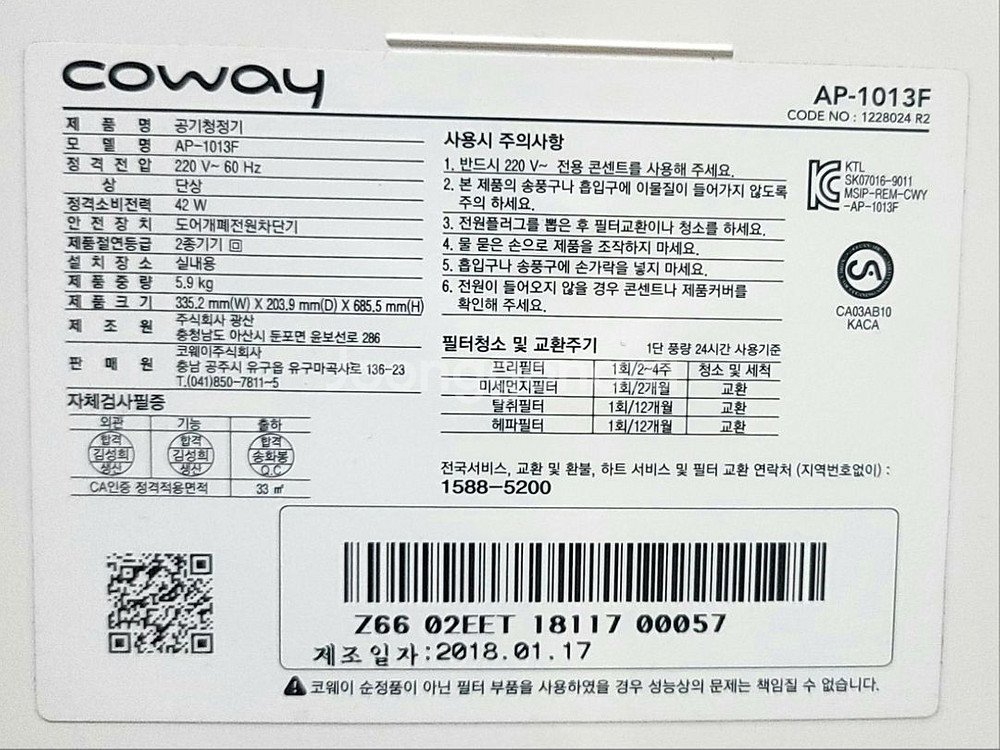 coway
AP-1013F
CODE NO : 1228024 R2
제 품 명 공기청정기
모 델 명 AP-1013F
정 격 전 압 220 V~ 60 Hz
상 단상
정격소비전력 42 W
안 전 장 치 도어개폐전원차단기
제품절연등급 2종기기
설 치 장 소 실내용
제 품 중 량 5.9 kg
제 품 크 기 335.2 mm(W) X 203.9 mm(D) X 685.5 mm(H)
제 조 원 주식회사 광산
충청남도 아산시 둔포면 윤보선로 286
판 매 원 코웨이주식회사
충남 공주시 유구읍 유구마곡사로 136-23
T.(041)850-7811~5
자체검사필증
외관 기능 출하
합격 합격 합격
김성희 김성희 송화봉
생산 생산 Q.C
CA인증 정격적용면적 33 ㎡
사용시 주의사항
1. 반드시 220 V~ 전용 콘센트를 사용해 주세요.
2. 본 제품의 송풍구나 흡입구에 이물질이 들어가지 않도록
주의 하세요.
3. 전원플러그를 뽑은 후 필터교환이나 청소를 하세요.
4. 물 묻은 손으로 제품을 조작하지 마세요.
5. 흡입구나 송풍구에 손가락을 넣지 마세요.
6. 전원이 들어오지 않을 경우 콘센트나 제품커버를
확인해 주세요.
KTL
SK07016-9011
MSIP-REM-CWY
-AP-1013F
CA
CA03AB10
KACA
필터청소 및 교환주기 1단 풍량 24시간 사용기준
프리필터 1회/2~4주 청소 및 세척
미세먼지필터 1회/2개월 교환
탈취필터 1회/12개월 교환
헤파필터 1회/12개월 교환
전국서비스, 교환 및 환불, 하트 서비스 및 필터 교환 연락처 (지역번호없이) :
1588-5200
Z66 02EET 18117 00057
제조일자:2018.01.17
코웨이 순정품이 아닌 필터 부품을 사용하였을 경우 성능상의 문제는 책임질 수 없습니다.